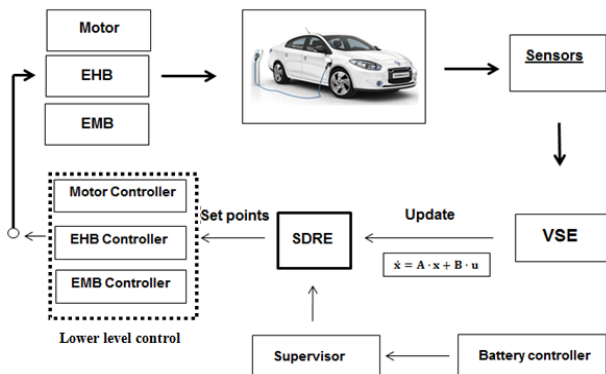 Motor
EHB
EMB
Sensors
Motor Controller
EHB Controller
EMB Controller
Lower level control
Set points
SDRE
Update
ẋ = A · x + B · u
VSE
Supervisor
Battery controller